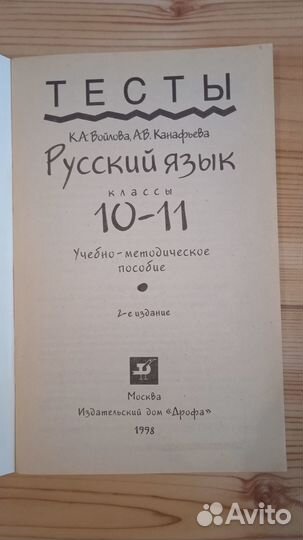 ТЕСТЫ
К.А. Войлова, А.В. Канафьева
Русский язык
классы
10-11
Учебно-методическое
пособие
2-е издание
Москва
Издательский дом «Дрофа»
1998
Avito